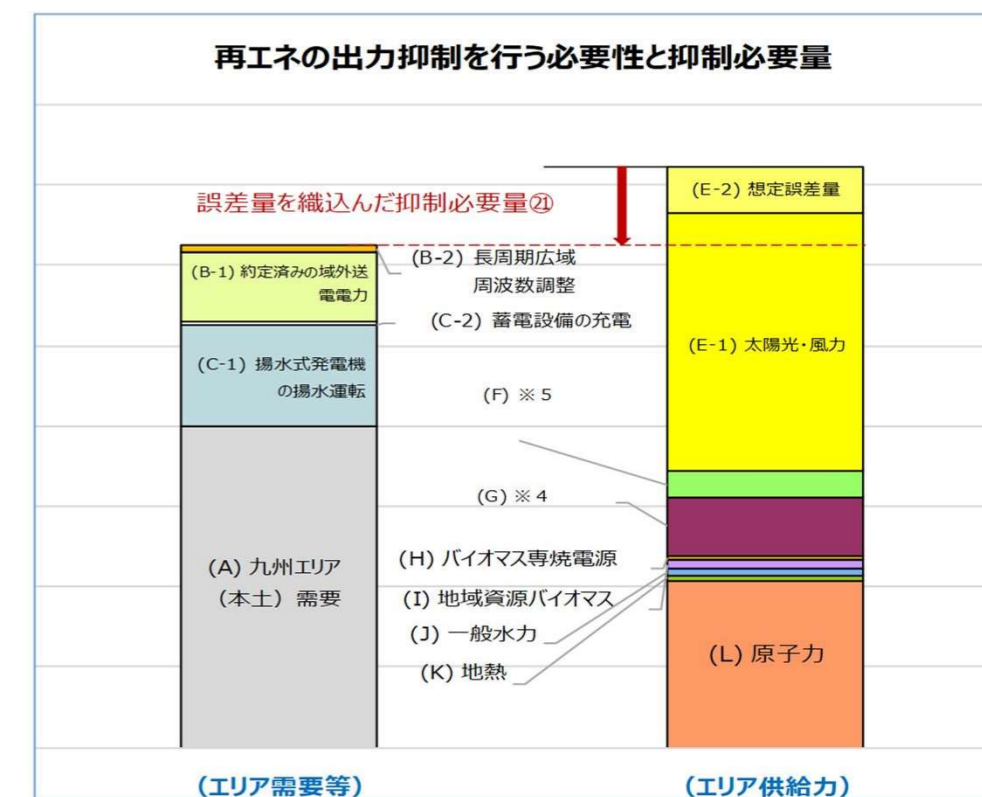 再エネの出力抑制を行う必要性と抑制必要量
(E-2) 想定誤差量
誤差量を織込んだ抑制必要量㉑
(B-2) 長周期広域
周波数調整
(B-1) 約定済みの域外送
電電力
(C-2) 蓄電設備の充電
(E-1) 太陽光・風力
(C-1) 揚水式発電機
の揚水運転
(F) ※5
(G) ※4
(H) バイオマス専焼電源
(A) 九州エリア
(本土) 需要
(I) 地域資源バイオマス
(J) 一般水力
(L) 原子力
(K) 地熱
(エリア需要等)
(エリア供給力)